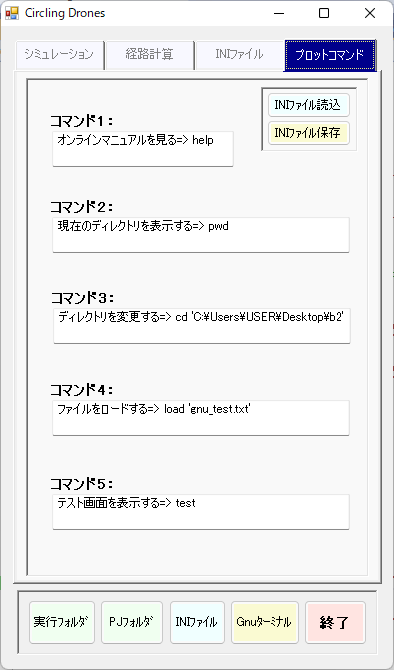 Circling Drones
シミュレーション 経路計算 INIファイル プロットコマンド
INIファイル読込
INIファイル保存
コマンド1：
オンラインマニュアルを見る=> help
コマンド2：
現在のディレクトリを表示する=> pwd
コマンド3：
ディレクトリを変更する=> cd 'C:¥Users¥USER¥Desktop¥b2'
コマンド4：
ファイルをロードする=> load 'gnu_test.txt'
コマンド5：
テスト画面を表示する=> test
実行フォルダ PJフォルダ INIファイル Gnuターミナル 終了